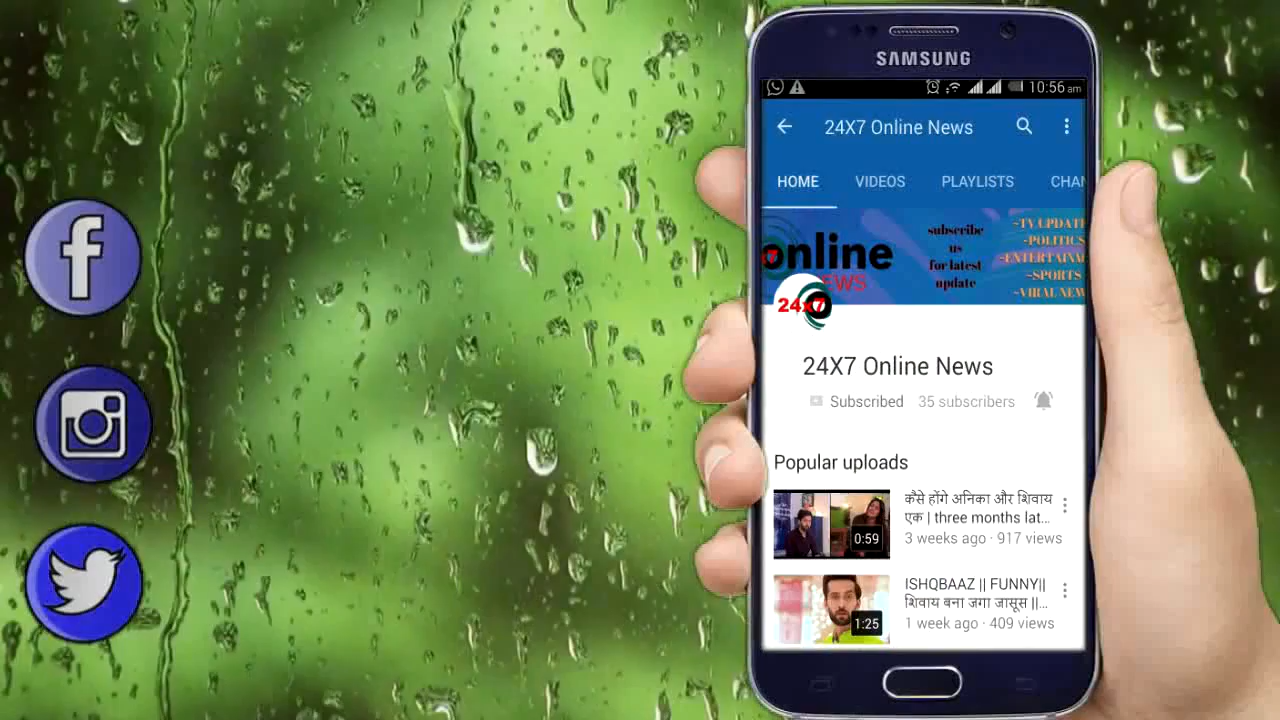 SAMSUNG
10:56 am
24X7 Online News
HOME VIDEOS PLAYLISTS CHAN
online
NEWS
subscribe
us
for latest
update
~TV UPDATE
~POLITICS
~ENTERTAINM
~SPORTS
~VIRAL NEW
24x7
24X7 Online News
Subscribed 35 subscribers
Popular uploads
कैसे होंगे अनिका और शिवाय
एक | three months lat...
3 weeks ago · 917 views
0:59
ISHQBAAZ || FUNNY||
शिवाय बना जगा जासूस ||...
1 week ago · 409 views
1:25